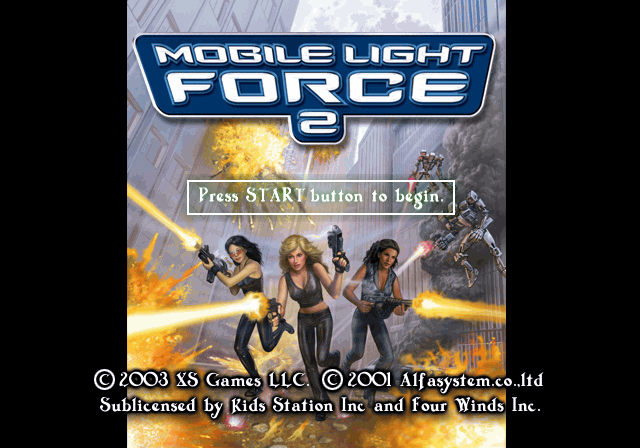 MOBILE LIGHT
FORCE
2
Press START button to begin.
© 2003 XS Games LLC. © 2001 Alfasystem.co.,ltd
Sublicensed by Kids Station Inc and Four Winds Inc.